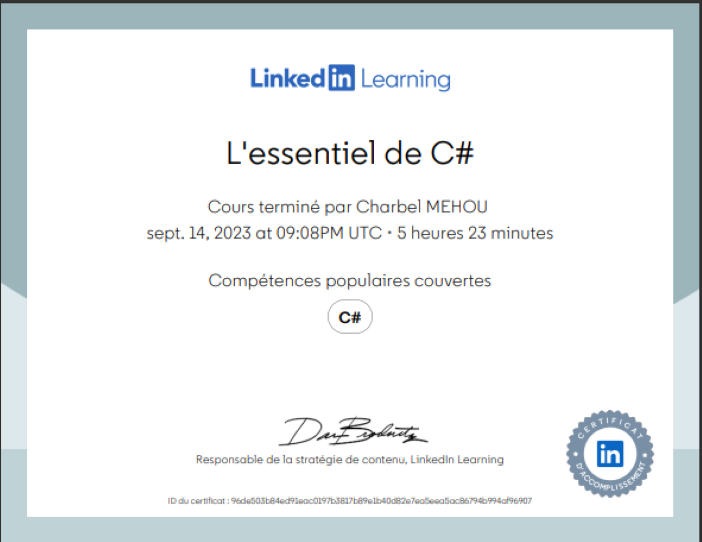 Linked in Learning
L'essentiel de C#
Cours terminé par Charbel MEHOU
sept. 14, 2023 at 09:08PM UTC • 5 heures 23 minutes
Compétences populaires couvertes
C#
Responsable de la stratégie de contenu, LinkedIn Learning
CERTIFICAT
in
D'ACCOMPLISSEMENT
ID du certificat : 96de503b84ed91eac0197b3817b89e1b40d82e7ea5eea5ac86794b994af96907